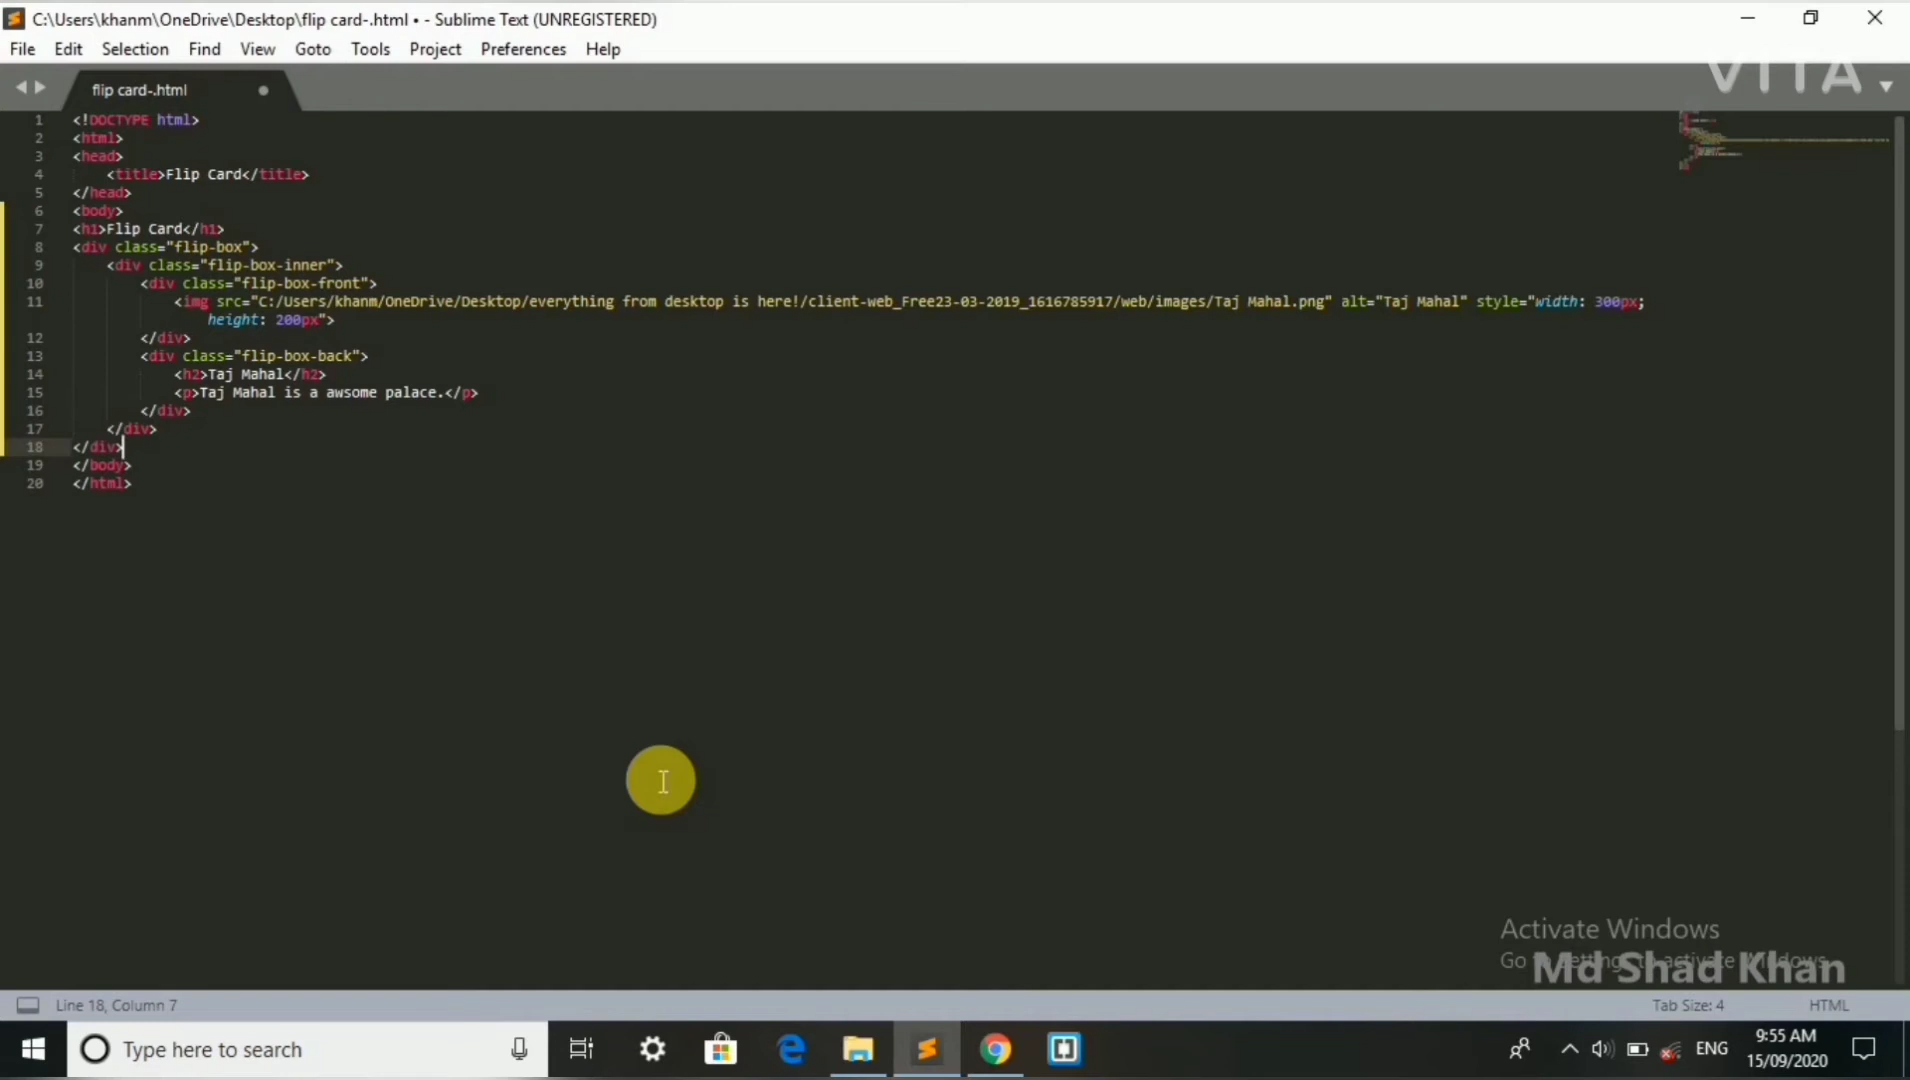 C:\Users\khanm\OneDrive\Desktop\flip card-.html • - Sublime Text (UNREGISTERED)
File Edit Selection Find View Goto Tools Project Preferences Help
VITA
flip card-.html
1 <!DOCTYPE html>
2 <html>
3 <head>
4 <title>Flip Card</title>
5 </head>
6 <body>
7 <h1>Flip Card</h1>
8 <div class="flip-box">
9 <div class="flip-box-inner">
10 <div class="flip-box-front">
11 <img src="C:/Users/khanm/OneDrive/Desktop/everything from desktop is here!/client-web_Free23-03-2019_1616785917/web/images/Taj Mahal.png" alt="Taj Mahal" style="width: 300px;
height: 200px">
12 </div>
13 <div class="flip-box-back">
14 <h2>Taj Mahal</h2>
15 <p>Taj Mahal is a awsome palace.</p>
16 </div>
17 </div>
18 </div>
19 </body>
20 </html>
Activate Windows
Go to Settings to activate Windows.
Md Shad Khan
Line 18, Column 7 Tab Size: 4 HTML
Type here to search ENG 9:55 AM
15/09/2020